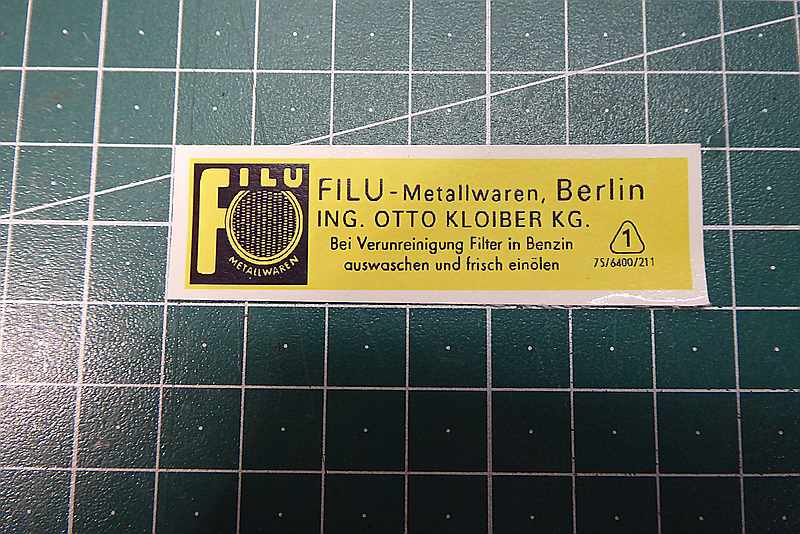 FILU
METALLWAREN
FILU-Metallwaren, Berlin
ING. OTTO KLOIBER KG.
Bei Verunreinigung Filter in Benzin
auswaschen und frisch einölen
1
75/6400/211